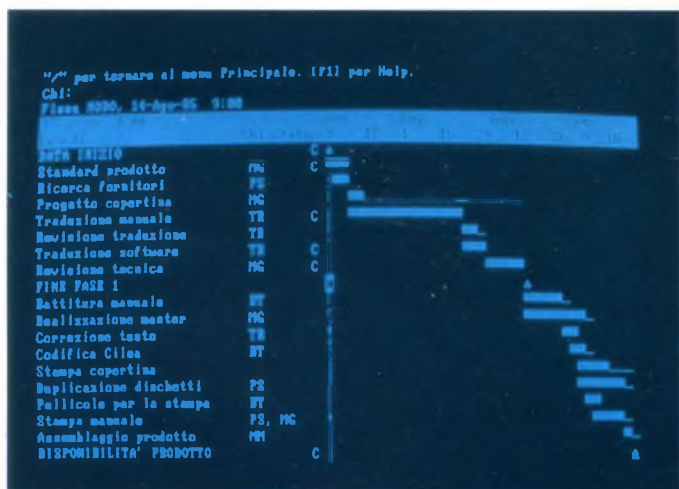 "/" per tornare al menu Principale. [F1] per Help.
Chi:
Fisso NODO, 14-Ago-85 9:00
DATA INIZIO C
Standard prodotto MG C
Ricerca fornitori PS
Progetto copertina MG
Traduzione manuale TR C
Revisione traduzione TR
Traduzione software TR C
Revisione tecnica MG C
FINE FASE 1
Battitura manuale BT
Realizzazione master MG
Correzione testo TR
Codifica Cilea BT
Stampa copertina
Duplicazione dischetti PS
Pellicole per la stampa BT
Stampa manuale PS, MG
Assemblaggio prodotto MM
DISPONIBILITA' PRODOTTO C